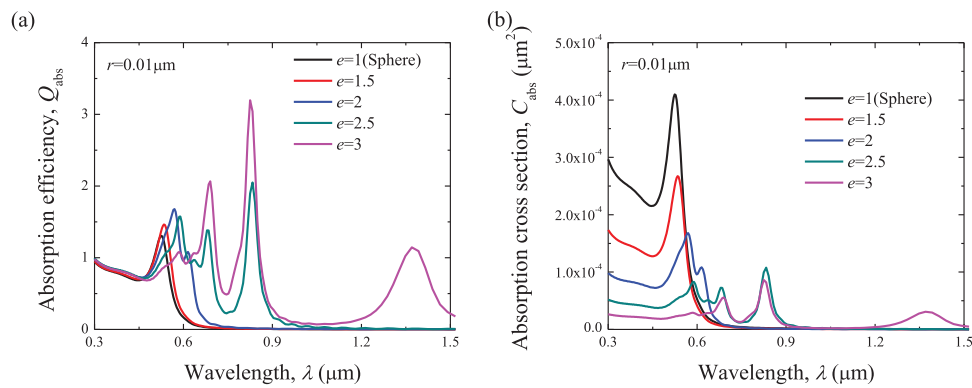 (a)
4
3
2
1
0
0.3
0.6
0.9
1.2
1.5
Absorption efficiency, Qabs
Wavelength, λ (μm)
r=0.01μm
e=1(Sphere)
e=1.5
e=2
e=2.5
e=3
(b)
5.0x10⁻⁴
4.0x10⁻⁴
3.0x10⁻⁴
2.0x10⁻⁴
1.0x10⁻⁴
0.0
0.3
0.6
0.9
1.2
1.5
Absorption cross section, Cabs (μm²)
Wavelength, λ (μm)
r=0.01μm
e=1(Sphere)
e=1.5
e=2
e=2.5
e=3